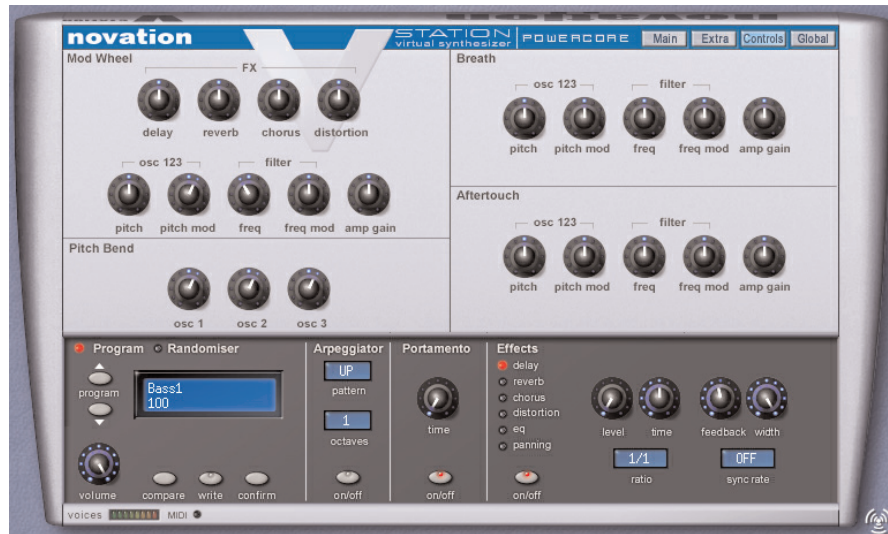 novation
STATION
virtual synthesizer
POWERCORE
Main Extra Controls Global
Mod Wheel
FX
delay reverb chorus distortion
osc 123 filter
pitch pitch mod freq freq mod amp gain
Pitch Bend
osc 1 osc 2 osc 3
Breath
osc 123 filter
pitch pitch mod freq freq mod amp gain
Aftertouch
osc 123 filter
pitch pitch mod freq freq mod amp gain
Program Randomiser
program
Bass1
100
volume compare write confirm
Arpeggiator
UP
pattern
1
octaves
on/off
Portamento
time
on/off
Effects
delay
reverb
chorus
distortion
eq
panning
on/off
level time feedback width
1/1 OFF
ratio sync rate
voices MIDI